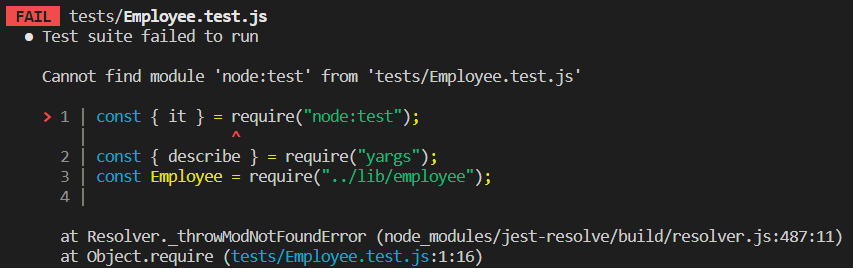 FAIL tests/Employee.test.js
● Test suite failed to run
Cannot find module 'node:test' from 'tests/Employee.test.js'
> 1 | const { it } = require("node:test");
| ^
2 | const { describe } = require("yargs");
3 | const Employee = require("../lib/employee");
4 |
at Resolver._throwModNotFoundError (node_modules/jest-resolve/build/resolver.js:487:11)
at Object.require (tests/Employee.test.js:1:16)